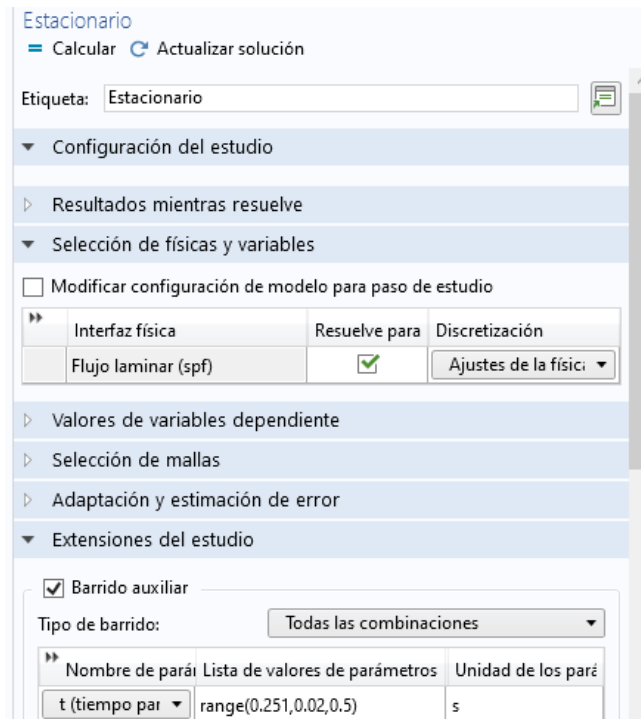 Estacionario
= Calcular Actualizar solución
Etiqueta: Estacionario
Configuración del estudio
Resultados mientras resuelve
Selección de físicas y variables
Modificar configuración de modelo para paso de estudio
Interfaz física Resuelve para Discretización
Flujo laminar (spf) Ajustes de la físic
Valores de variables dependiente
Selección de mallas
Adaptación y estimación de error
Extensiones del estudio
Barrido auxiliar
Tipo de barrido: Todas las combinaciones
Nombre de pará Lista de valores de parámetros Unidad de los pará
t (tiempo par range(0.251,0.02,0.5) s